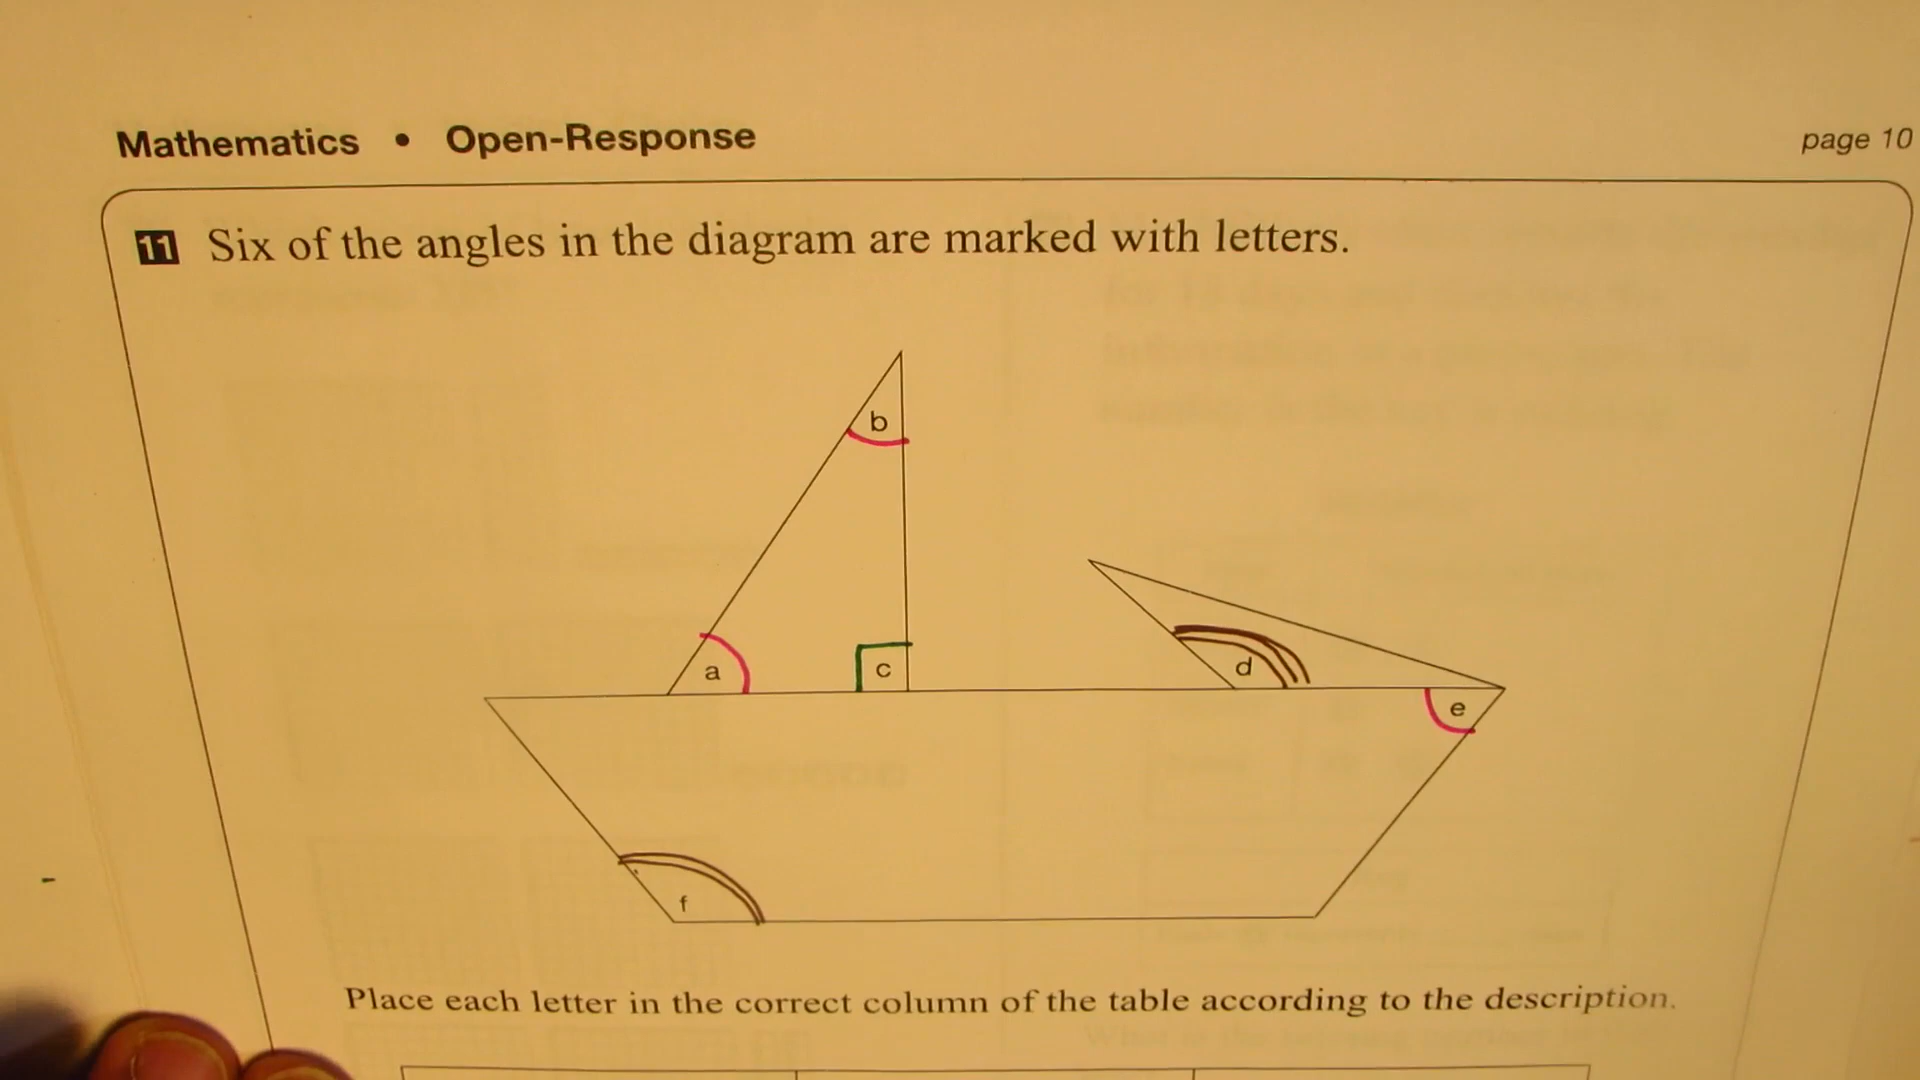 Mathematics • Open-Response
page 10
11 Six of the angles in the diagram are marked with letters.
b
a
c
d
e
f
Place each letter in the correct column of the table according to the description.